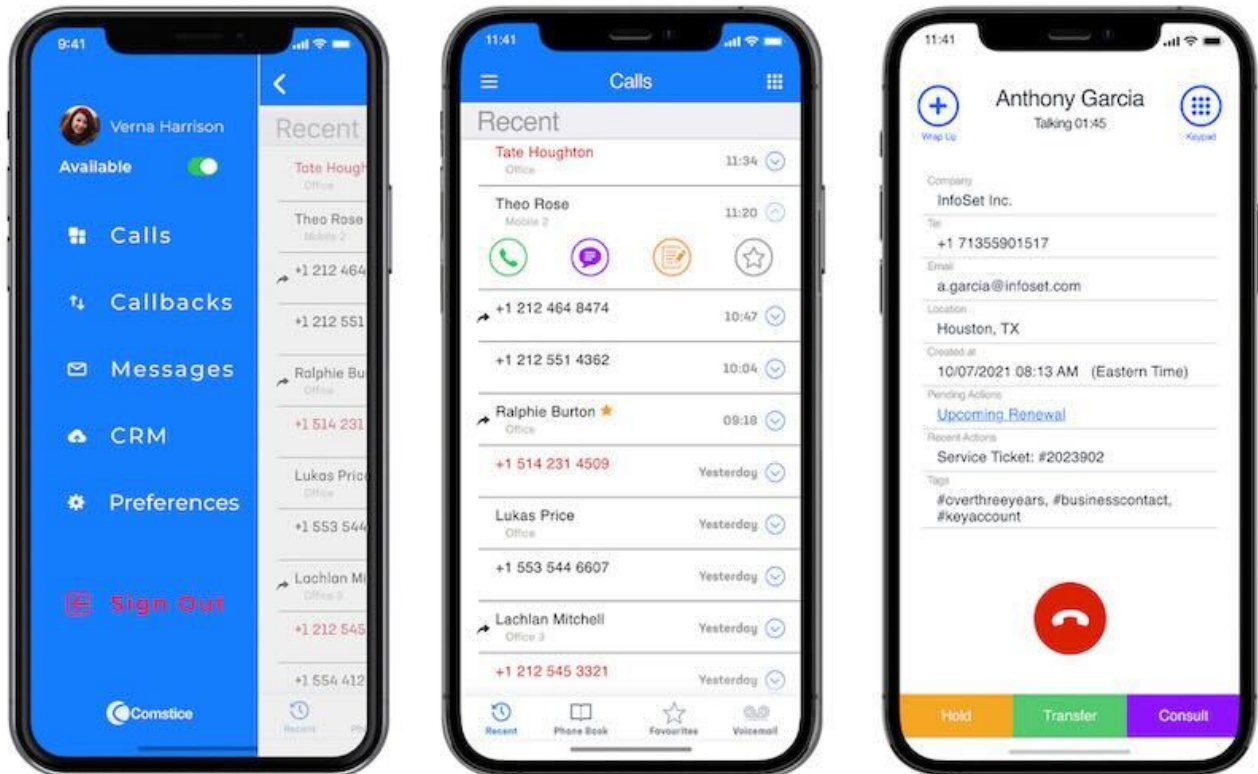 9:41
Verna Harrison
Available
Calls
Callbacks
Messages
CRM
Preferences
Sign Out
Comstice
Recent
Tate Hough
Office
Theo Rose
Mobile 2
+1 212 464
+1 212 551
Ralphie Bu
Office
+1 514 231
Lukas Price
Office
+1 553 544
Lachlan Mi
Office 3
+1 212 545
+1 554 412
Recent
Ph
11:41
Calls
Recent
Tate Houghton
Office
11:34
Theo Rose
Mobile 2
11:20
+1 212 464 8474
10:47
+1 212 551 4362
10:04
Ralphie Burton
Office
09:18
+1 514 231 4509
Yesterday
Lukas Price
Office
Yesterday
+1 553 544 6607
Yesterday
Lachlan Mitchell
Office 3
Yesterday
+1 212 545 3321
Yesterday
Recent
Phone Book
Favourites
Voicemail
11:41
Anthony Garcia
Talking 01:45
Wrap Up
Keypad
Company
InfoSet Inc.
Tel
+1 71355901517
Email
a.garcia@infoset.com
Location
Houston, TX
Created at
10/07/2021 08:13 AM (Eastern Time)
Pending Actions
Upcoming Renewal
Recent Actions
Service Ticket: #2023902
Tags
#overthreeyears, #businesscontact,
#keyaccount
Hold
Transfer
Consult